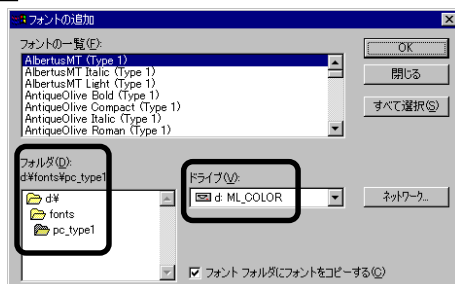 フォントの追加
フォントの一覧(F):
AlbertusMT (Type 1)
AlbertusMT Italic (Type 1)
AlbertusMT Light (Type 1)
AntiqueOlive Bold (Type 1)
AntiqueOlive Compact (Type 1)
AntiqueOlive Italic (Type 1)
AntiqueOlive Roman (Type 1)
OK
閉じる
すべて選択(S)
フォルダ(D):
d:¥fonts¥pc_type1
d:¥
fonts
pc_type1
ドライブ(V):
d: ML_COLOR
ネットワーク...
フォント フォルダにフォントをコピーする(C)